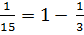 1/15 = 1 − 1/3